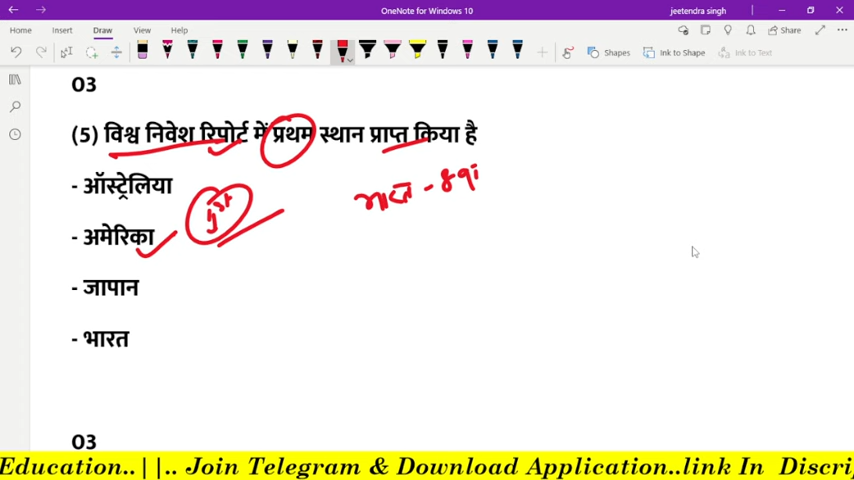 OneNote for Windows 10
jeetendra singh
Home Insert Draw View Help
Share
Shapes Ink to Shape Ink to Text
03
(5) विश्व निवेश रिपोर्ट में प्रथम स्थान प्राप्त किया है
- ऑस्ट्रेलिया
1st
भारत -
- अमेरिका
- जापान
- भारत
03
Education..||.. Join Telegram & Download Application..link In Discri